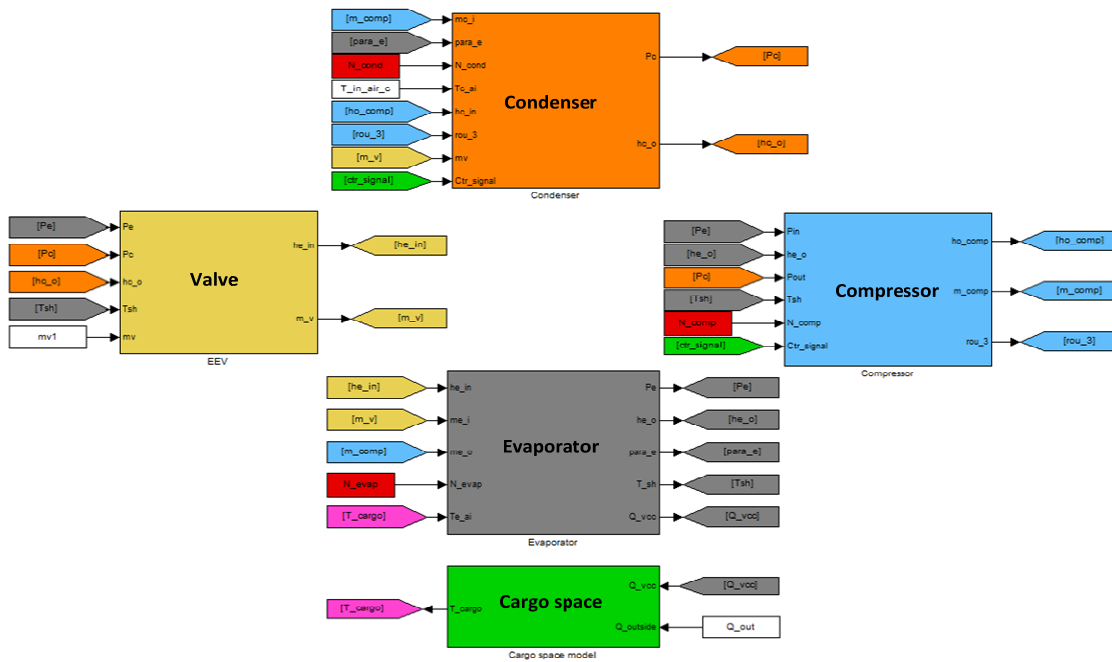 [m_comp]
[para_e]
N_cond
T_in_air_c
[ho_comp]
[rou_3]
[m_v]
[ctr_signal]
mc_i
para_e
N_cond
Tc_ai
hc_in
rou_3
mv
Ctr_signal
Condenser
Pc
hc_o
[Pc]
[hc_o]
Condenser
[Pe]
[Pc]
[hc_o]
[Tsh]
mv1
Pe
Pc
hc_o
Tsh
mv
Valve
he_in
m_v
[he_in]
[m_v]
EEV
[Pe]
[he_o]
[Pc]
[Tsh]
N_comp
[ctr_signal]
Pin
he_o
Pout
Tsh
N_comp
Ctr_signal
Compressor
ho_comp
m_comp
rou_3
[ho_comp]
[m_comp]
[rou_3]
Compressor
[he_in]
[m_v]
[m_comp]
N_evap
[T_cargo]
he_in
me_i
me_o
N_evap
Te_ai
Evaporator
Pe
he_o
para_e
T_sh
Q_vcc
[Pe]
[he_o]
[para_e]
[Tsh]
[Q_vcc]
Evaporator
[T_cargo]
T_cargo
Cargo space
Q_vcc
Q_outside
[Q_vcc]
Q_out
Cargo space model